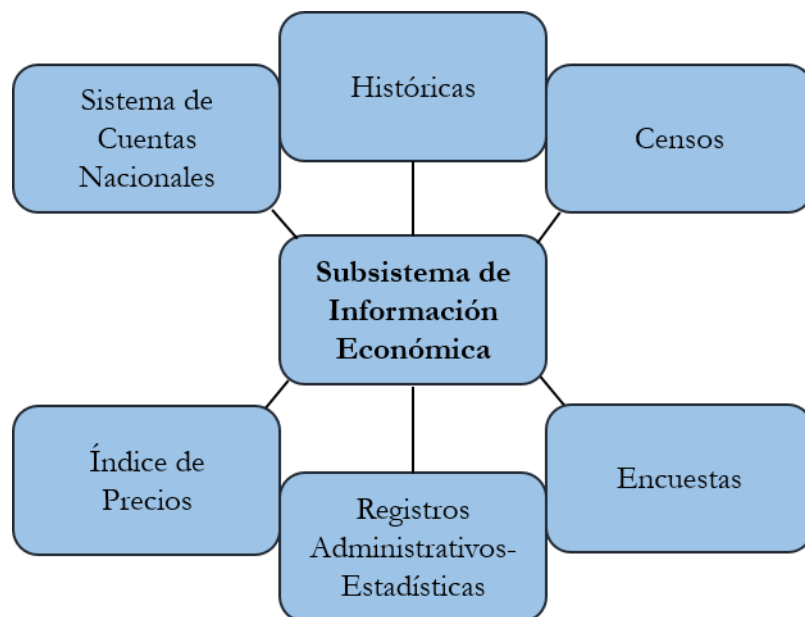 Históricas
Sistema de
Cuentas
Nacionales
Censos
Subsistema de
Información
Económica
Índice de
Precios
Encuestas
Registros
Administrativos-
Estadísticas